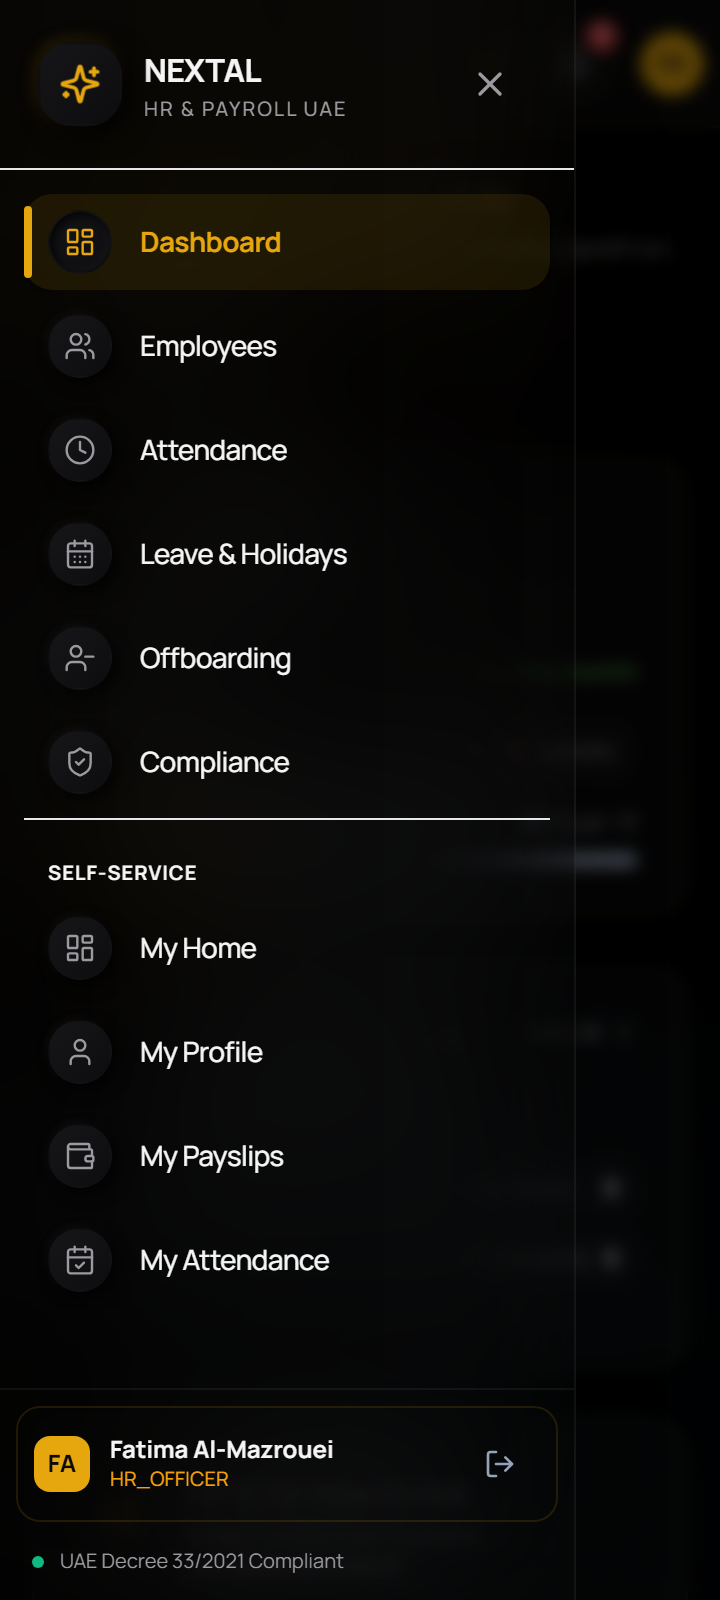 NEXTAL
HR & PAYROLL UAE
Dashboard
Employees
Attendance
Leave & Holidays
Offboarding
Compliance
SELF-SERVICE
My Home
My Profile
My Payslips
My Attendance
FA
Fatima Al-Mazrouei
HR_OFFICER
UAE Decree 33/2021 Compliant